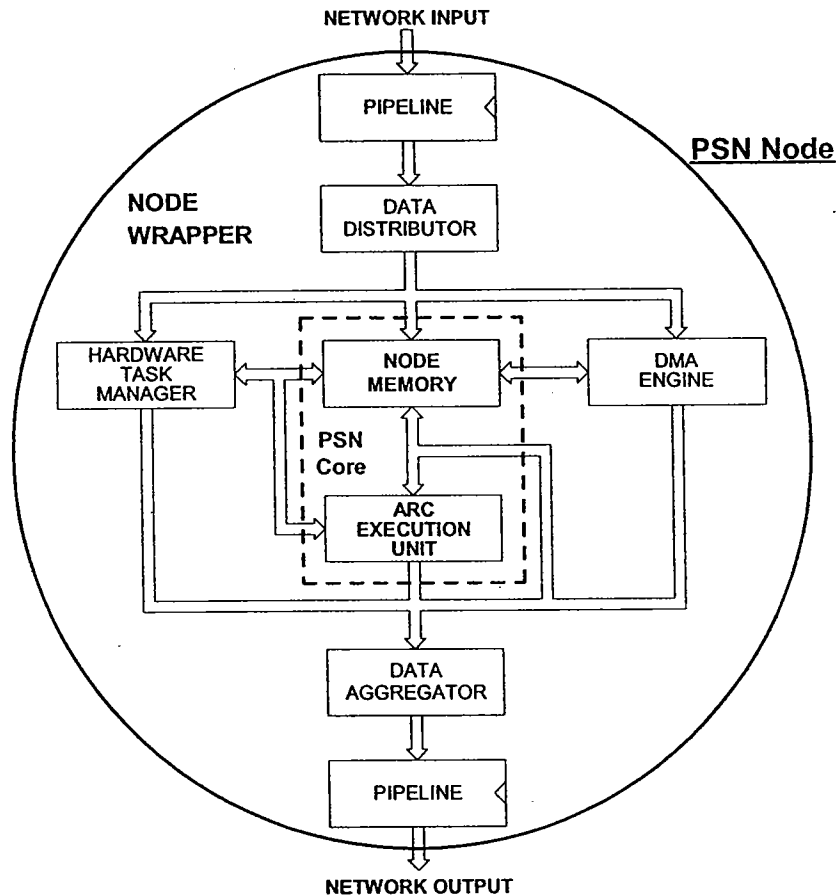 NETWORK INPUT
PIPELINE
PSN Node
NODE
WRAPPER
DATA
DISTRIBUTOR
HARDWARE
TASK
MANAGER
NODE
MEMORY
DMA
ENGINE
PSN
Core
ARC
EXECUTION
UNIT
DATA
AGGREGATOR
PIPELINE
NETWORK OUTPUT